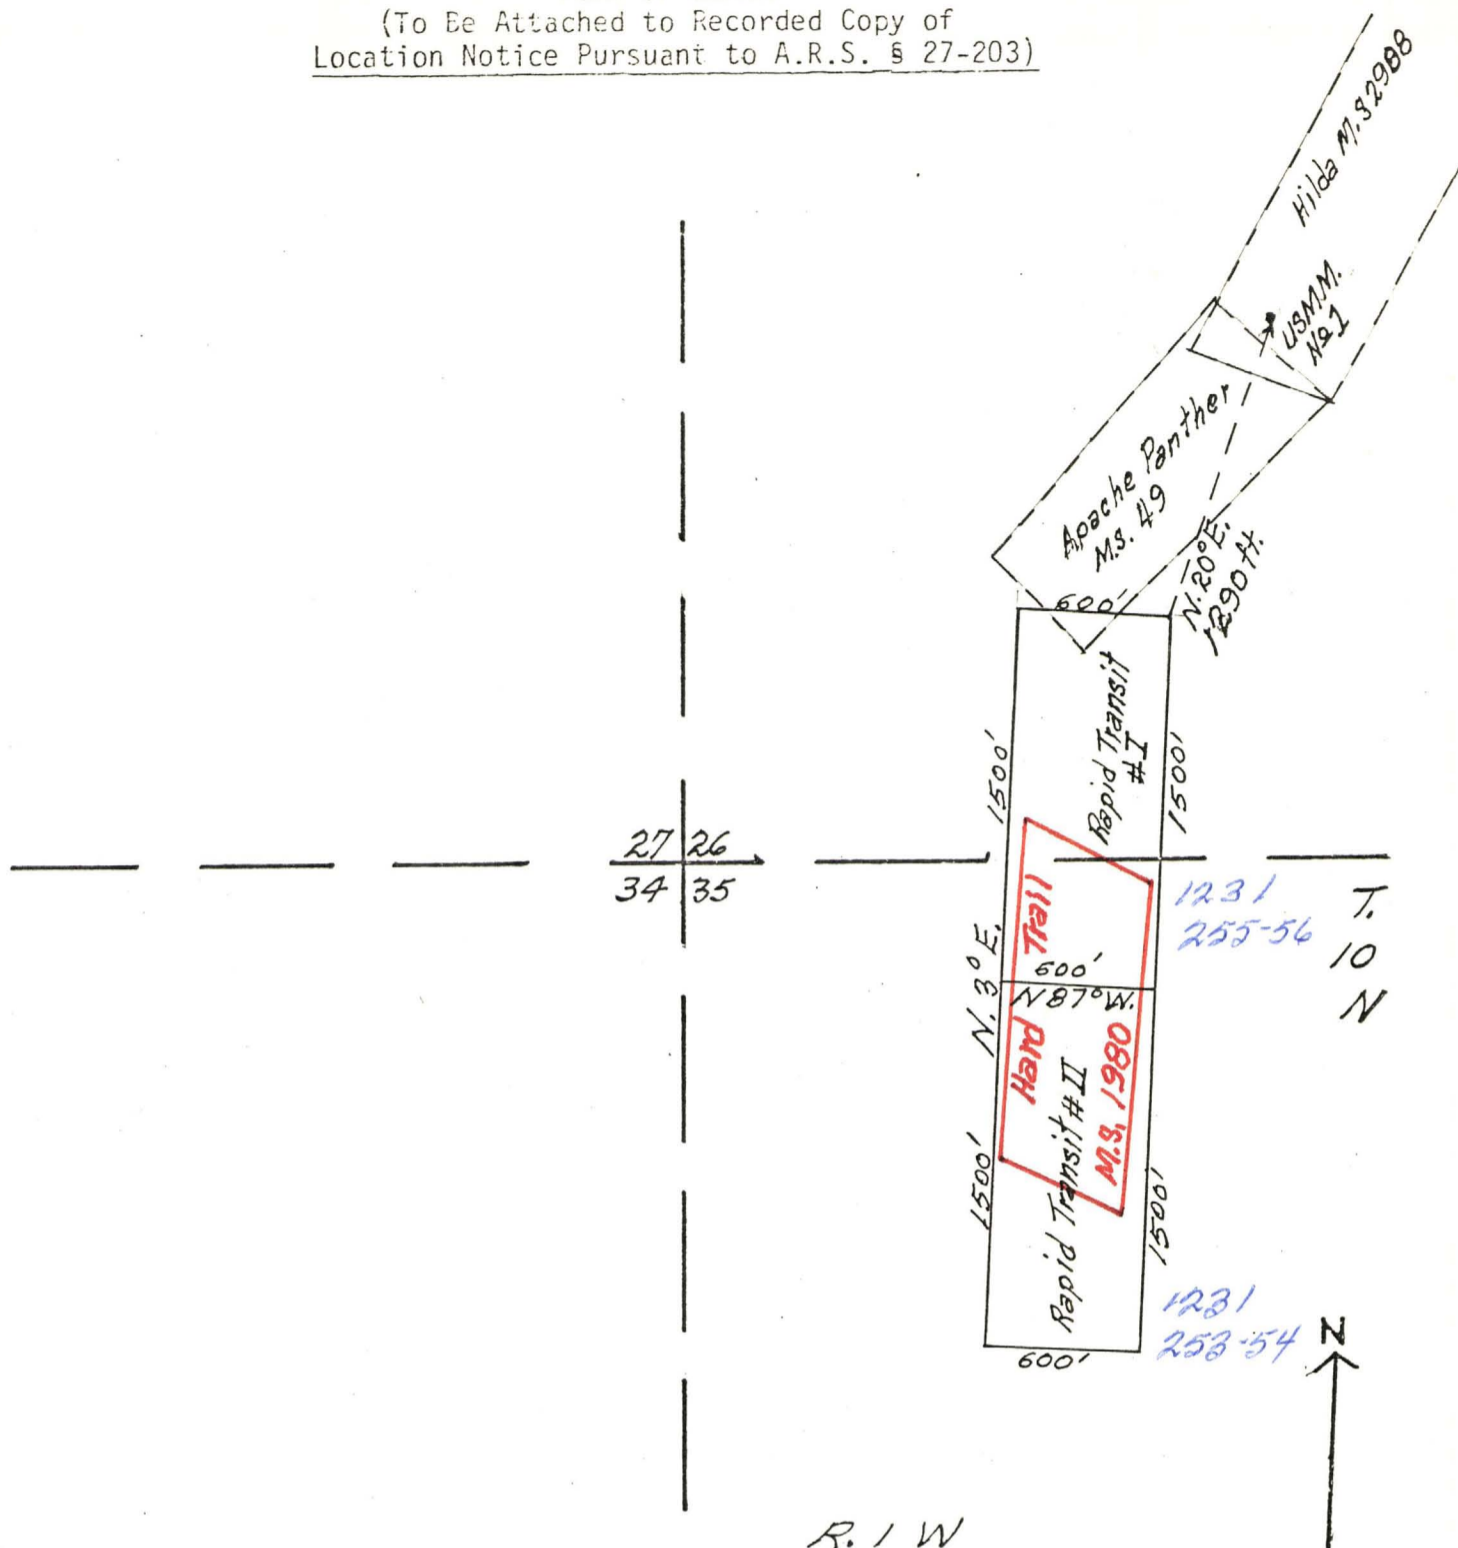 (To Be Attached to Recorded Copy of
Location Notice Pursuant to A.R.S. § 27-203)
Hilda M.S 2988
USMM.
No 1
Apache Panther
M.S. 49
N. 20° E.
1290 ft.
600'
Rapid Transit
# I
1500'
1500'
27 26
34 35
Hard Trail
M.S. 1980
1231
255-56
T.
10
N
N. 3° E.
600'
N 87° W.
Rapid Transit # II
1500'
1500'
1231
253-54
600'
N
R. 1 W